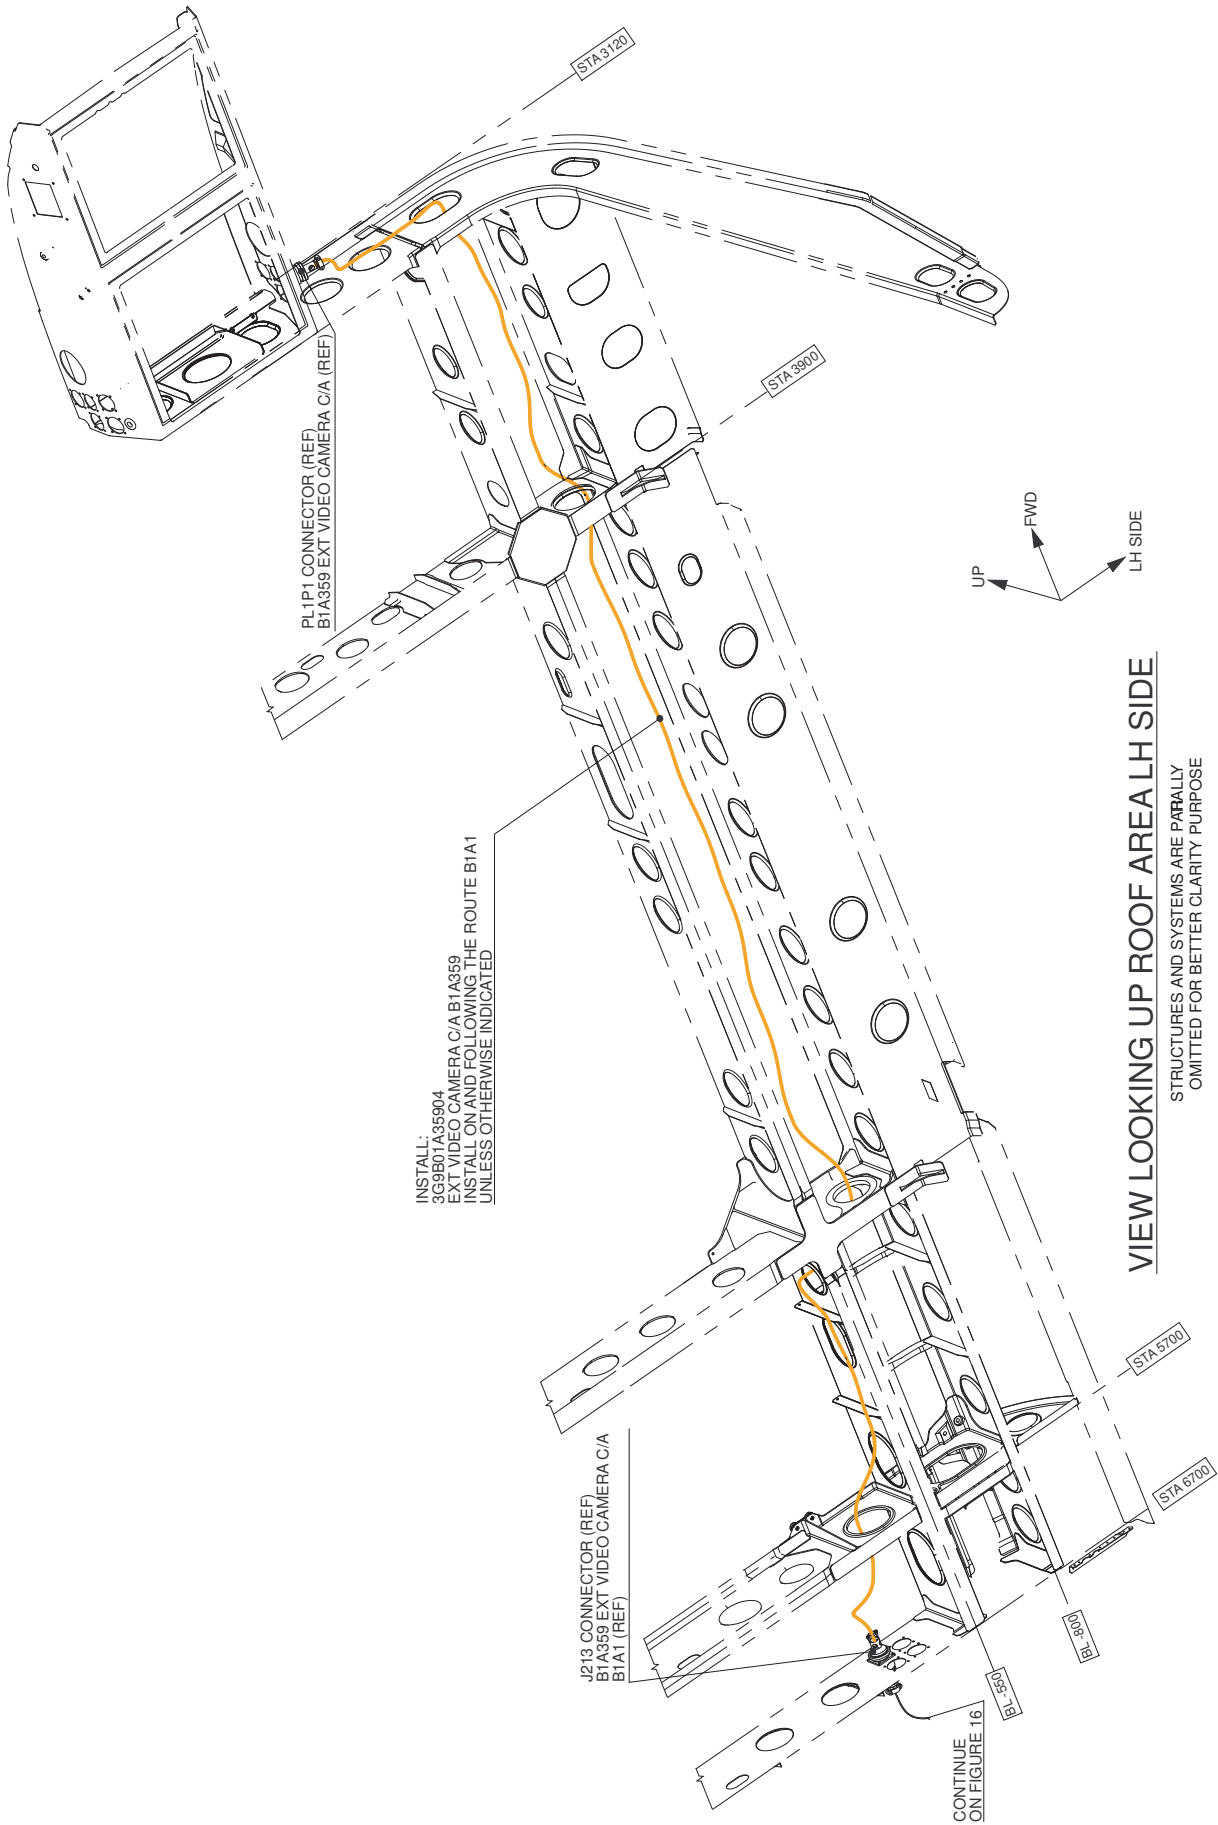 STA 3120
PL1P1 CONNECTOR (REF)
B1A359 EXT VIDEO CAMERA C/A (REF)
STA 3900
INSTALL:
3G9B01A35904
EXT VIDEO CAMERA C/A B1A359
INSTALL ON AND FOLLOWING THE ROUTE B1A1
UNLESS OTHERWISE INDICATED
UP
FWD
LH SIDE
J213 CONNECTOR (REF)
B1A359 EXT VIDEO CAMERA C/A
B1A1 (REF)
STA 5700
STA 6700
BL -800
BL -550
CONTINUE
ON FIGURE 16
VIEW LOOKING UP ROOF AREA LH SIDE
STRUCTURES AND SYSTEMS ARE PARALLY
OMITTED FOR BETTER CLARITY PURPOSE